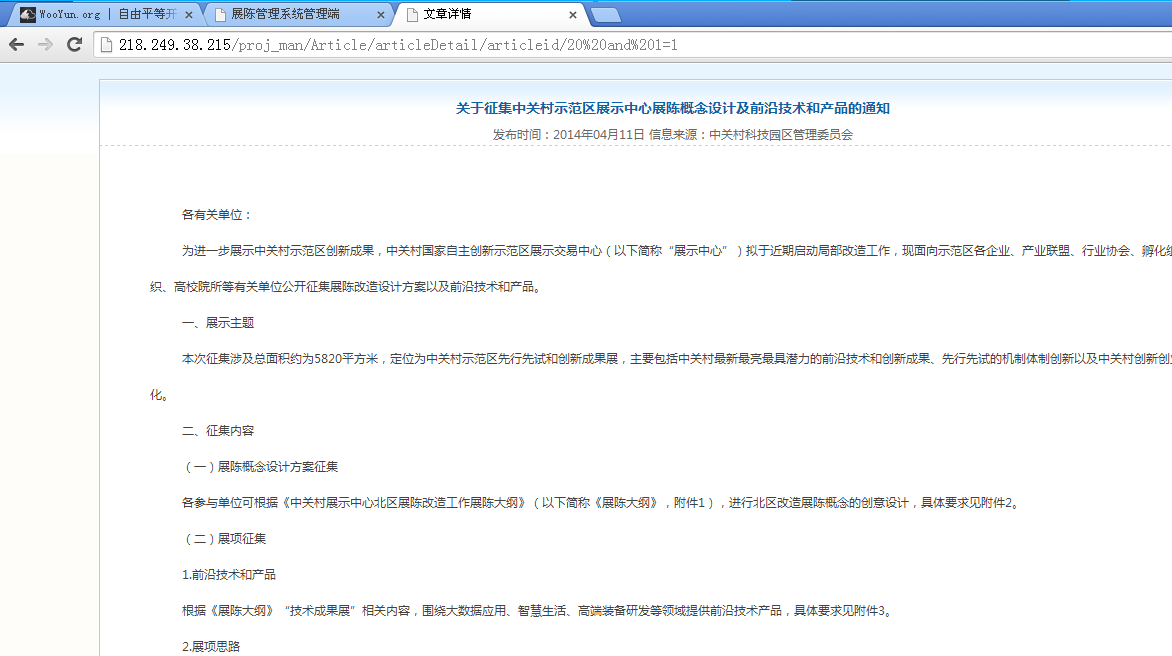 WooYun.org | 自由平等开
展陈管理系统管理端
文章详情
218.249.38.215/proj_man/Article/articleDetail/articleid/20%20and%201=1
关于征集中关村示范区展示中心展陈概念设计及前沿技术和产品的通知
发布时间：2014年04月11日 信息来源：中关村科技园区管理委员会
各有关单位：
为进一步展示中关村示范区创新成果，中关村国家自主创新示范区展示交易中心（以下简称“展示中心”）拟于近期启动局部改造工作，现面向示范区各企业、产业联盟、行业协会、孵化组
织、高校院所等有关单位公开征集展陈改造设计方案以及前沿技术和产品。
一、展示主题
本次征集涉及总面积约为5820平方米，定位为中关村示范区先行先试和创新成果展，主要包括中关村最新最亮最具潜力的前沿技术和创新成果、先行先试的机制体制创新以及中关村创新创
化。
二、征集内容
（一）展陈概念设计方案征集
各参与单位可根据《中关村展示中心北区展陈改造工作展陈大纲》（以下简称《展陈大纲》，附件1），进行北区改造展陈概念的创意设计，具体要求见附件2。
（二）展项征集
1.前沿技术和产品
根据《展陈大纲》“技术成果展”相关内容，围绕大数据应用、智慧生活、高端装备研发等领域提供前沿技术产品，具体要求见附件3。
2.展项思路